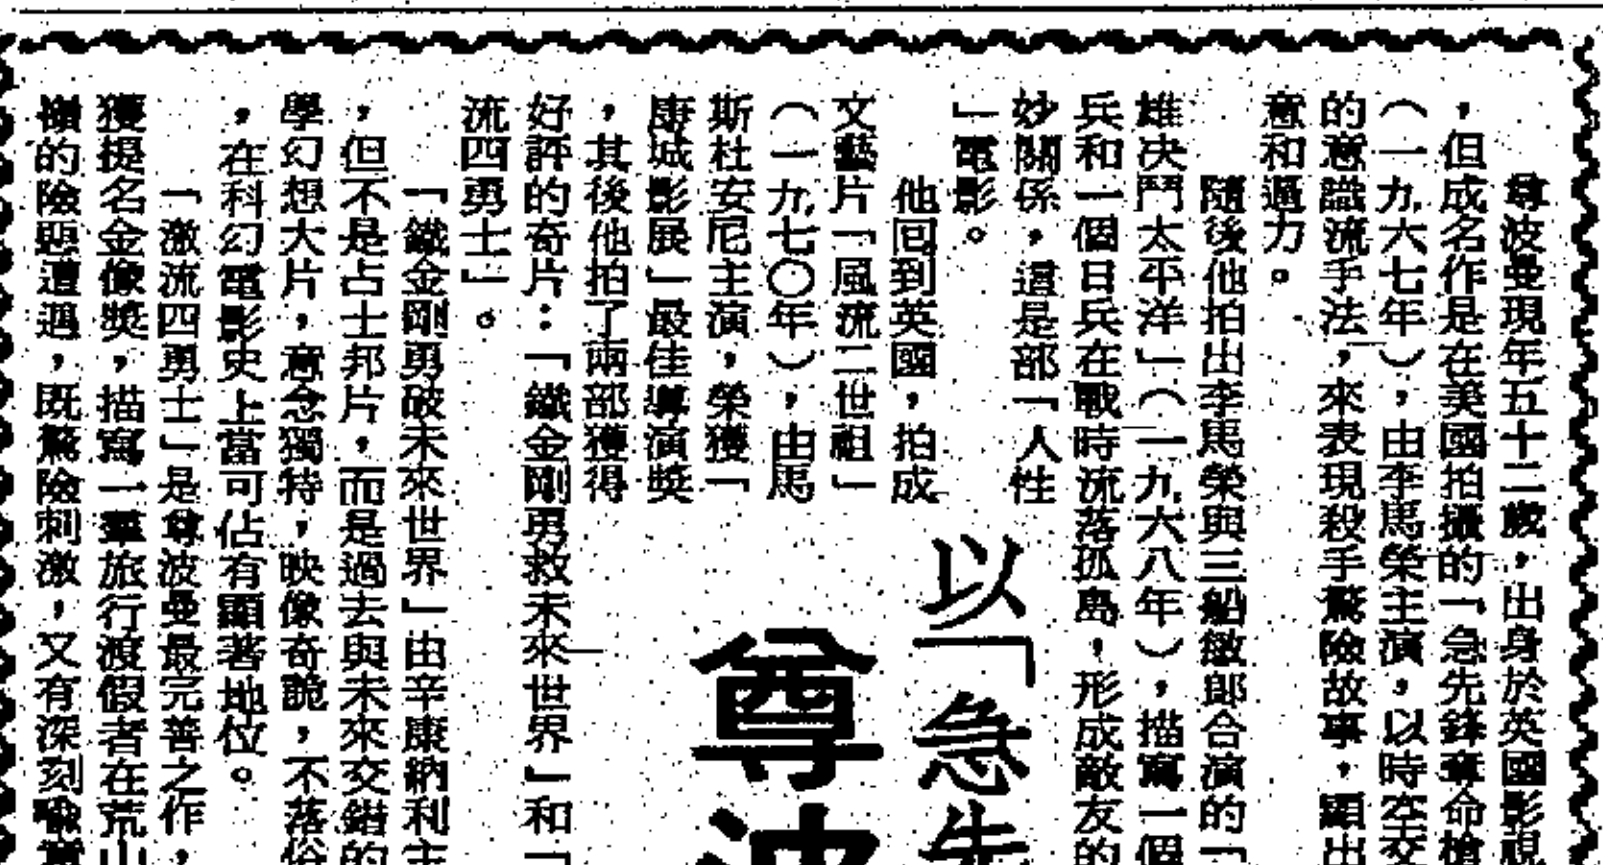 尊波曼現年五十二歲，出身於英國影視
，但成名作是在美國拍攝的「急先鋒奪命槍
（一九六七年），由李馬榮主演，以時空交
的意識流手法，來表現殺手驚險故事，顯出
意和逼力。
隨後他拍出李馬榮與三船敏郎合演的「
雄決鬥太平洋」（一九六八年），描寫一個
兵和一個日兵在戰時流落孤島，形成敵友的
妙關係，這是部「人性
」電影。
他回到英國，拍成
文藝片「風流二世祖」
（一九七〇年），由馬
斯杜安尼主演，榮獲「
康城影展」最佳導演獎
，其後他拍了兩部獲得
好評的奇片：「鐵金剛勇救未來世界」和「
流四勇士」。
「鐵金剛勇破未來世界」由辛康納利主
，但不是占士邦片，而是過去與未來交錯的
學幻想大片，意念獨特，映像奇詭，不落俗
，在科幻電影史上當可佔有顯著地位。
「激流四勇士」是尊波曼最完善之作，
獲提名金像獎，描寫一羣旅行渡假者在荒山
嶺的險惡遭遇，既驚險刺激，又有深刻喻意
以「急先
尊波